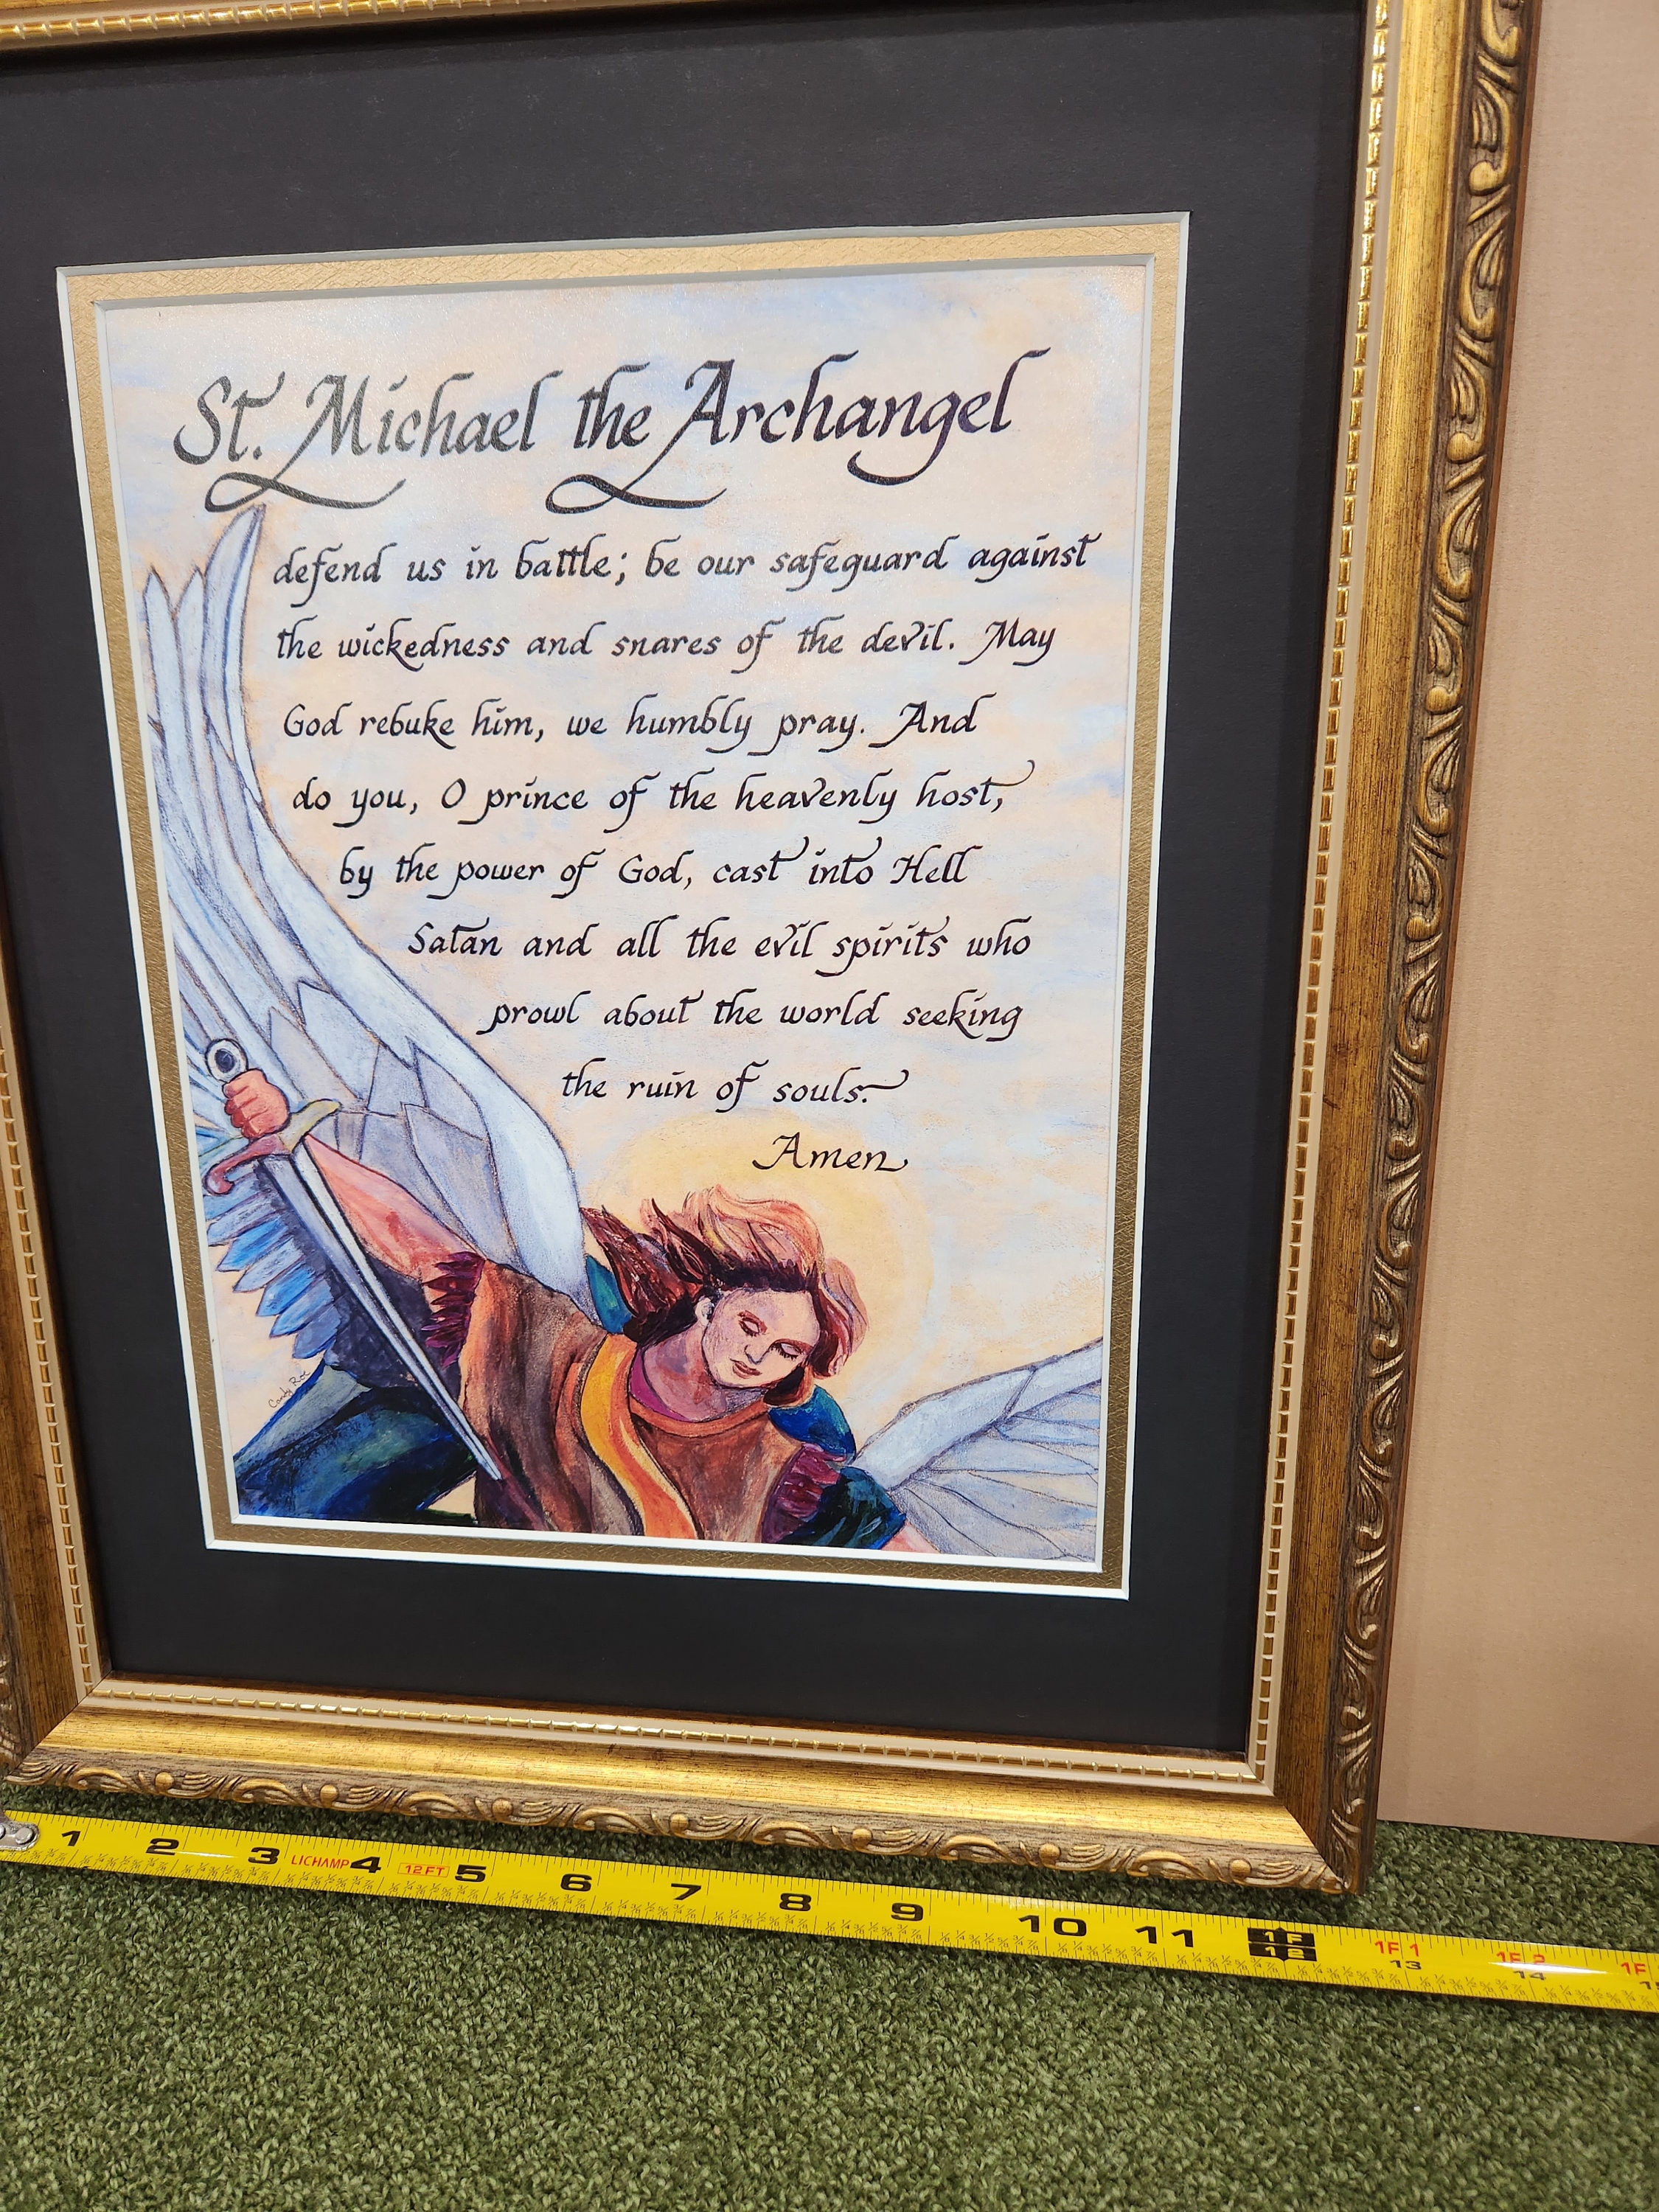 St. Michael the Archangel
defend us in battle; be our safeguard against
the wickedness and snares of the devil. May
God rebuke him, we humbly pray. And
do you, O prince of the heavenly host,
by the power of God, cast into Hell
Satan and all the evil spirits who
prowl about the world seeking
the ruin of souls.
Amen
1 2 3 LICHAMP 4 12FT 5 6 7 8 9 10 11 1F 12 1F 1 13 1F 2 14 1F